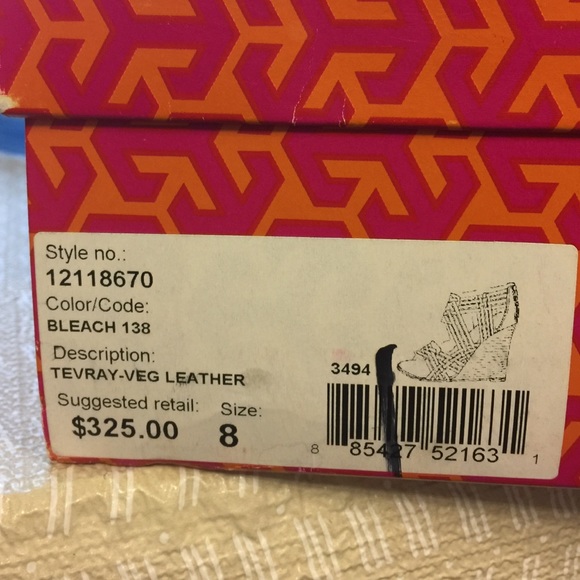 Style no.:
12118670
Color/Code:
BLEACH 138
Description:
TEVRAY-VEG LEATHER
Suggested retail: Size:
$325.00 8
3494
8 85427 52163 1